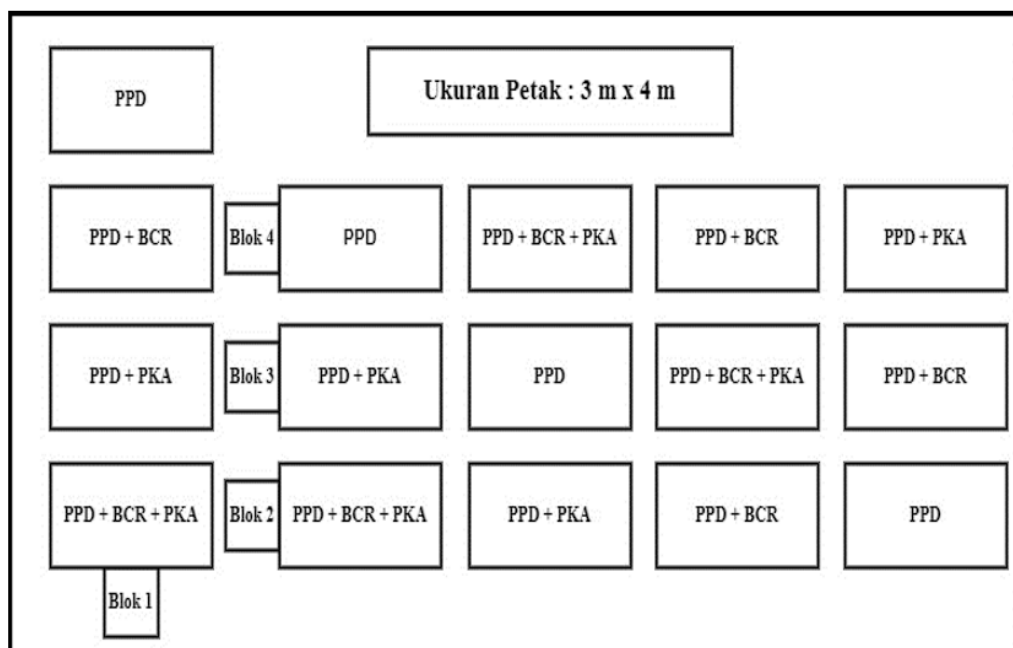 PPD
Ukuran Petak : 3 m x 4 m
PPD + BCR
Blok 4
PPD
PPD + BCR + PKA
PPD + BCR
PPD + PKA
PPD + PKA
Blok 3
PPD + PKA
PPD
PPD + BCR + PKA
PPD + BCR
PPD + BCR + PKA
Blok 2
PPD + BCR + PKA
PPD + PKA
PPD + BCR
PPD
Blok 1